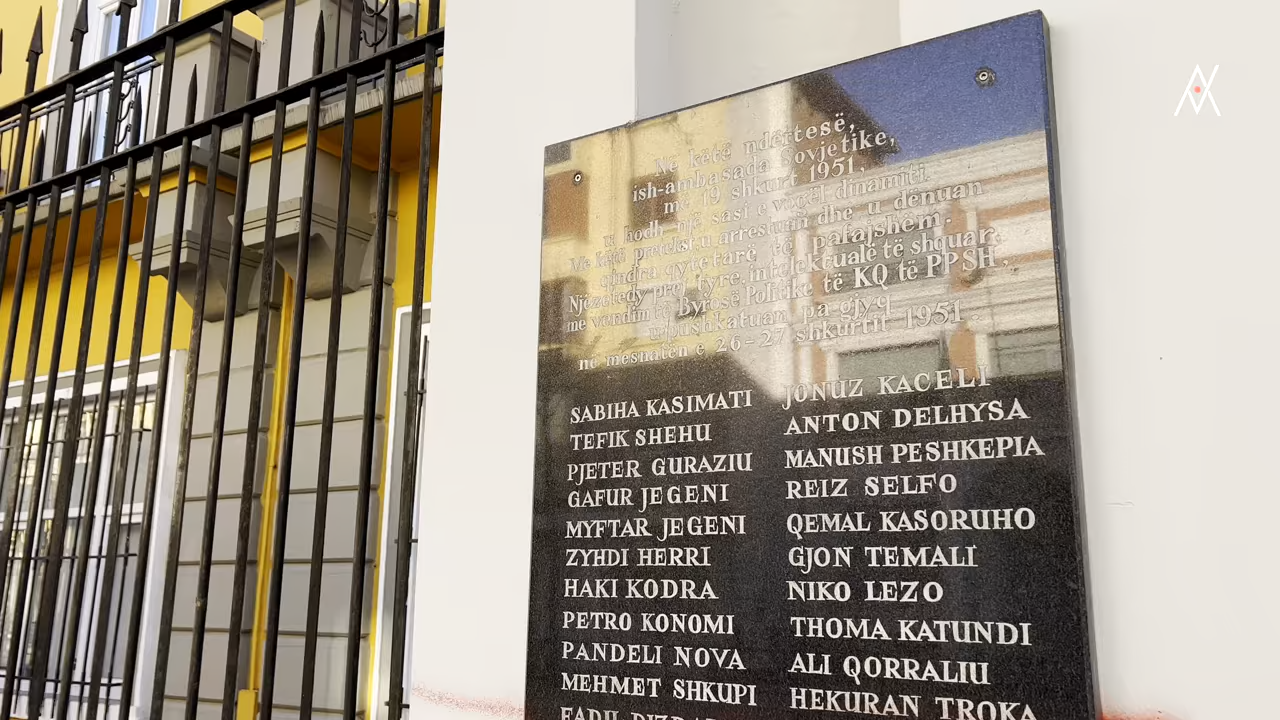 Në këtë ndërtesë,
ish-ambasada sovjetike,
më 19 shkurt 1951,
u hodh një sasi e vogël dinamiti.
Me këtë pretekst u arrestuan dhe u dënuan
qindra qytetarë të pafajshëm.
Njëzetedy prej tyre, intelektualë të shquar,
me vendim të Byrosë Politike të KQ të PPSH,
u pushkatuan pa gjyq
në mesnatën e 26-27 shkurtit 1951.
SABIHA KASIMATI
TEFIK SHEHU
PJETER GURAZIU
GAFUR JEGENI
MYFTAR JEGENI
ZYHDI HERRI
HAKI KODRA
PETRO KONOMI
PANDELI NOVA
MEHMET SHKUPI
JONUZ KACELI
ANTON DELHYSA
MANUSH PESHKEPIA
REIZ SELFO
QEMAL KASORUHO
GJON TEMALI
NIKO LEZO
THOMA KATUNDI
ALI QORRALIU
HEKURAN TROKA